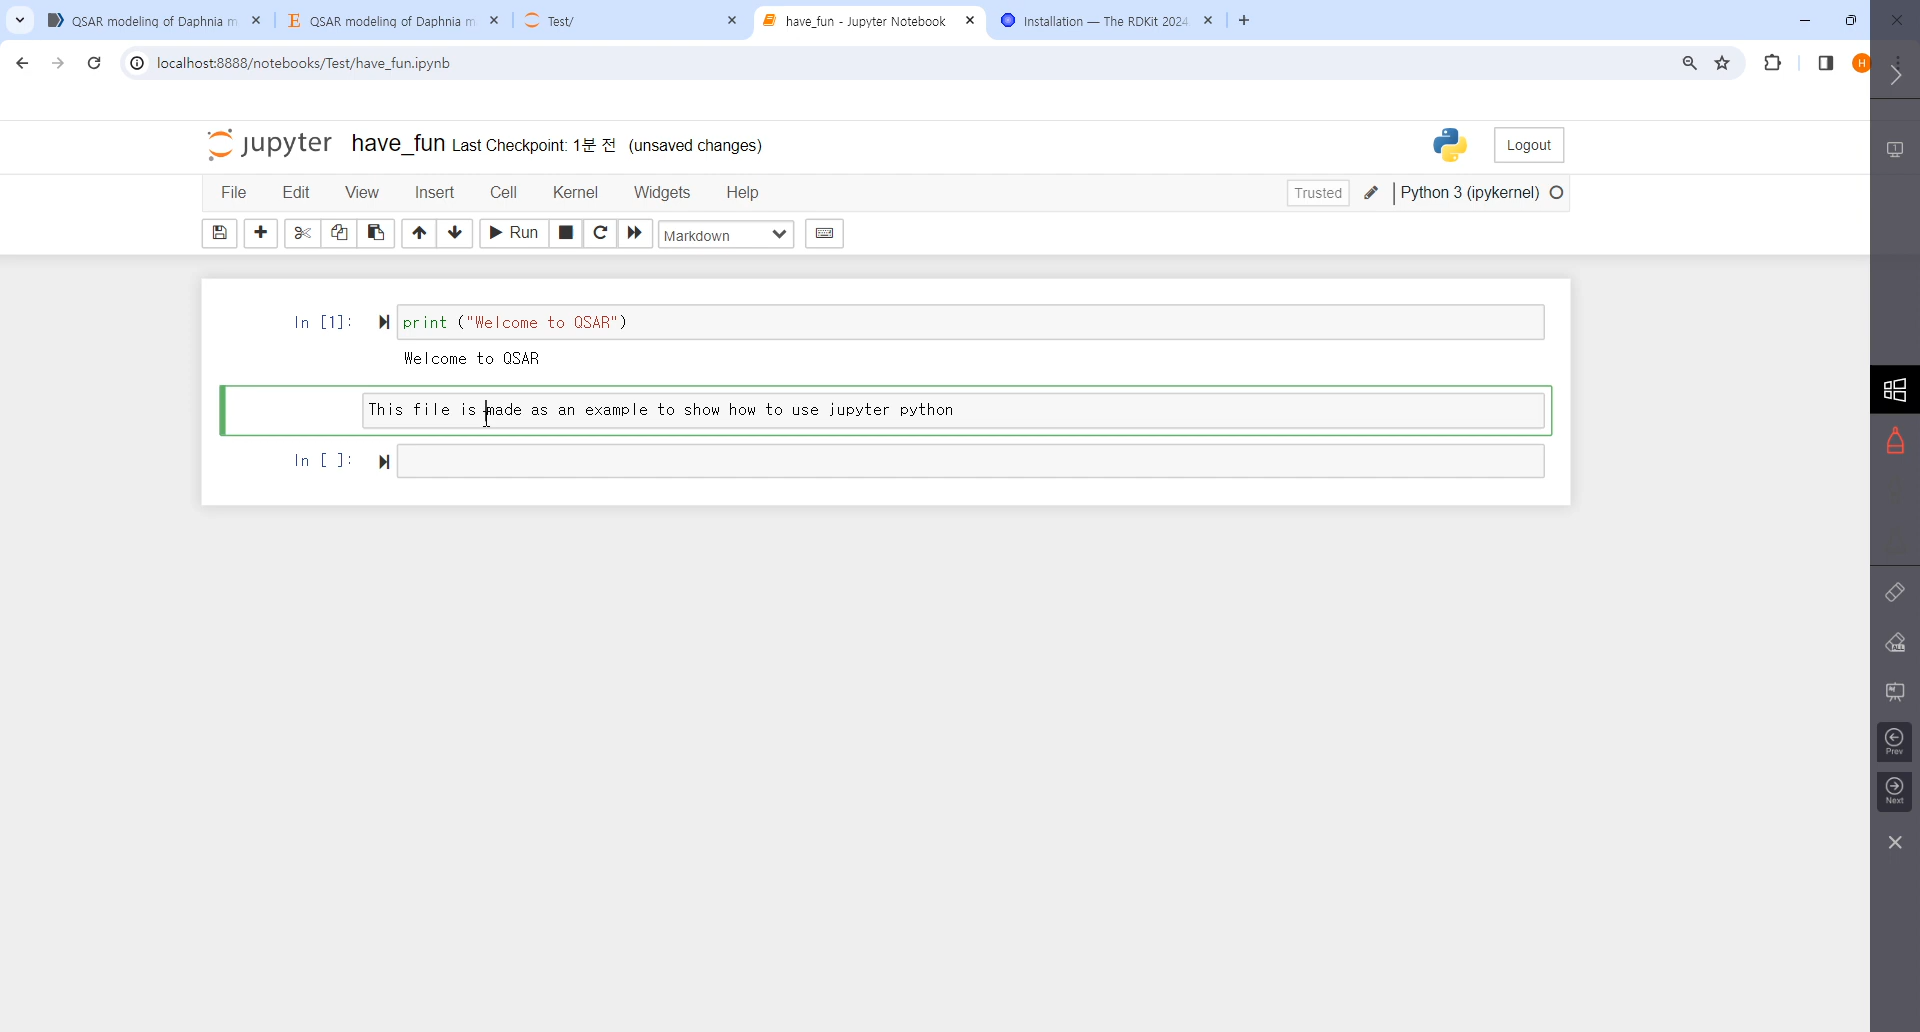 QSAR modeling of Daphnia m
QSAR modeling of Daphnia m
Test/
have_fun - Jupyter Notebook
Installation — The RDKit 2024
localhost:8888/notebooks/Test/have_fun.ipynb
H
jupyter have_fun Last Checkpoint: 1분 전 (unsaved changes)
Logout
File Edit View Insert Cell Kernel Widgets Help
Trusted Python 3 (ipykernel)
Run Markdown
In [1]: print ("Welcome to QSAR")
Welcome to QSAR
This file is made as an example to show how to use jupyter python
In [ ]:
1
ALL
Prev
Next